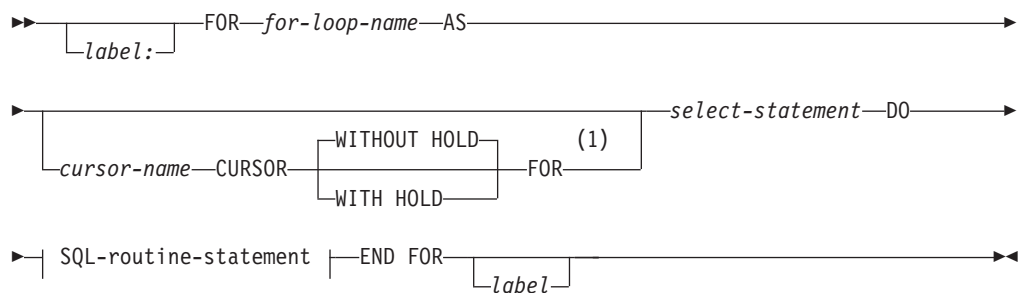 FOR for-loop-name AS
label:
select-statement DO
WITHOUT HOLD (1)
cursor-name CURSOR FOR
WITH HOLD
SQL-routine-statement END FOR
label